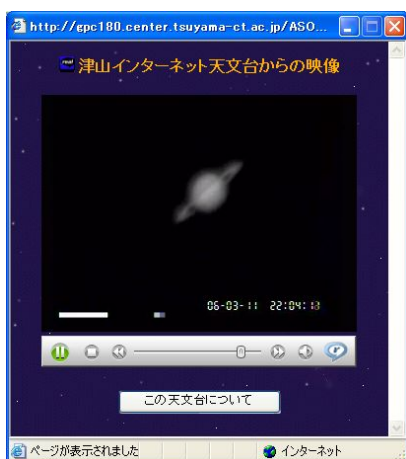 http://gpc180.center.tsuyama-ct.ac.jp/ASO...
real 津山インターネット天文台からの映像
06-03-11 22:04:13
この天文台について
ページが表示されました
インターネット